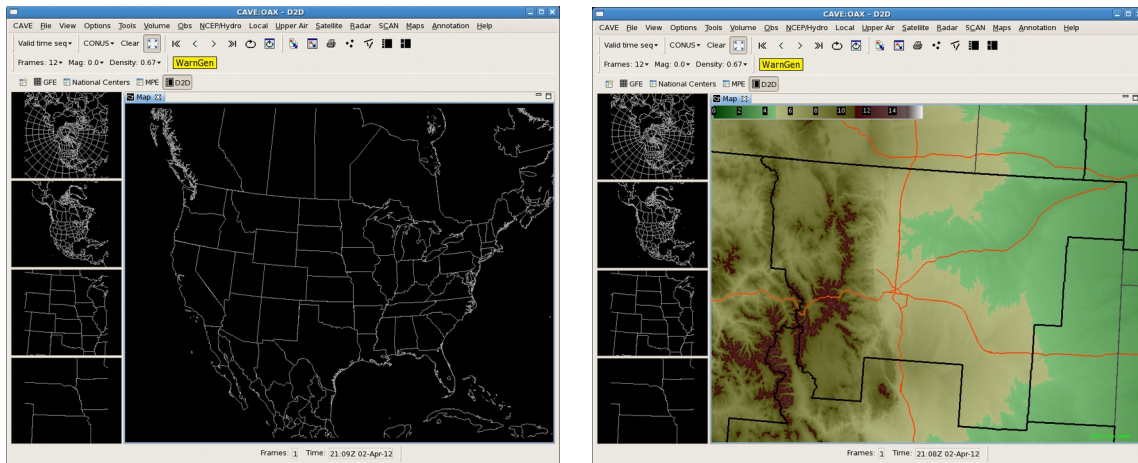 CAVE:OAX - D2D
CAVE File View Options Tools Volume Obs NCEP/Hydro Local Upper Air Satellite Radar SCAN Maps Annotation Help
Valid time seq CONUS Clear
Frames: 12 Mag: 0.0 Density: 0.67 WarnGen
GFE National Centers MPE D2D
Map
Frames: 1 Time: 21:09Z 02-Apr-12
CAVE:OAX - D2D
CAVE File View Options Tools Volume Obs NCEP/Hydro Local Upper Air Satellite Radar SCAN Maps Annotation Help
Valid time seq CONUS Clear
Frames: 12 Mag: 0.0 Density: 0.67 WarnGen
GFE National Centers MPE D2D
Map
0 2 4 6 8 10 12 14
Frames: 1 Time: 21:08Z 02-Apr-12